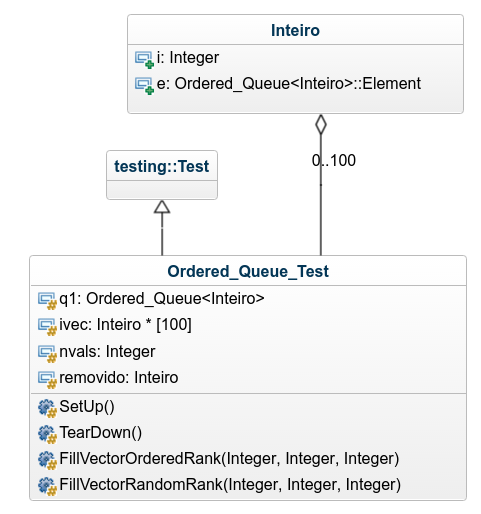 Inteiro
i: Integer
e: Ordered_Queue<Inteiro>::Element
0..100
testing::Test
Ordered_Queue_Test
q1: Ordered_Queue<Inteiro>
ivec: Inteiro * [100]
nvals: Integer
removido: Inteiro
SetUp()
TearDown()
FillVectorOrderedRank(Integer, Integer, Integer)
FillVectorRandomRank(Integer, Integer, Integer)